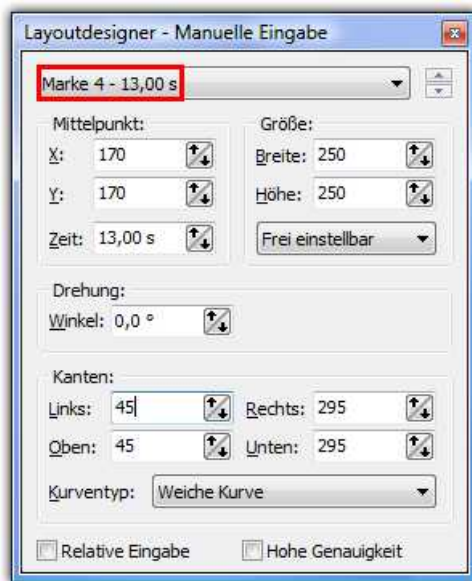 Layoutdesigner - Manuelle Eingabe
Marke 4 - 13,00 s
Mittelpunkt: Größe:
X: 170 Breite: 250
Y: 170 Höhe: 250
Zeit: 13,00 s Frei einstellbar
Drehung:
Winkel: 0,0 °
Kanten:
Links: 45 Rechts: 295
Oben: 45 Unten: 295
Kurventyp: Weiche Kurve
Relative Eingabe Hohe Genauigkeit